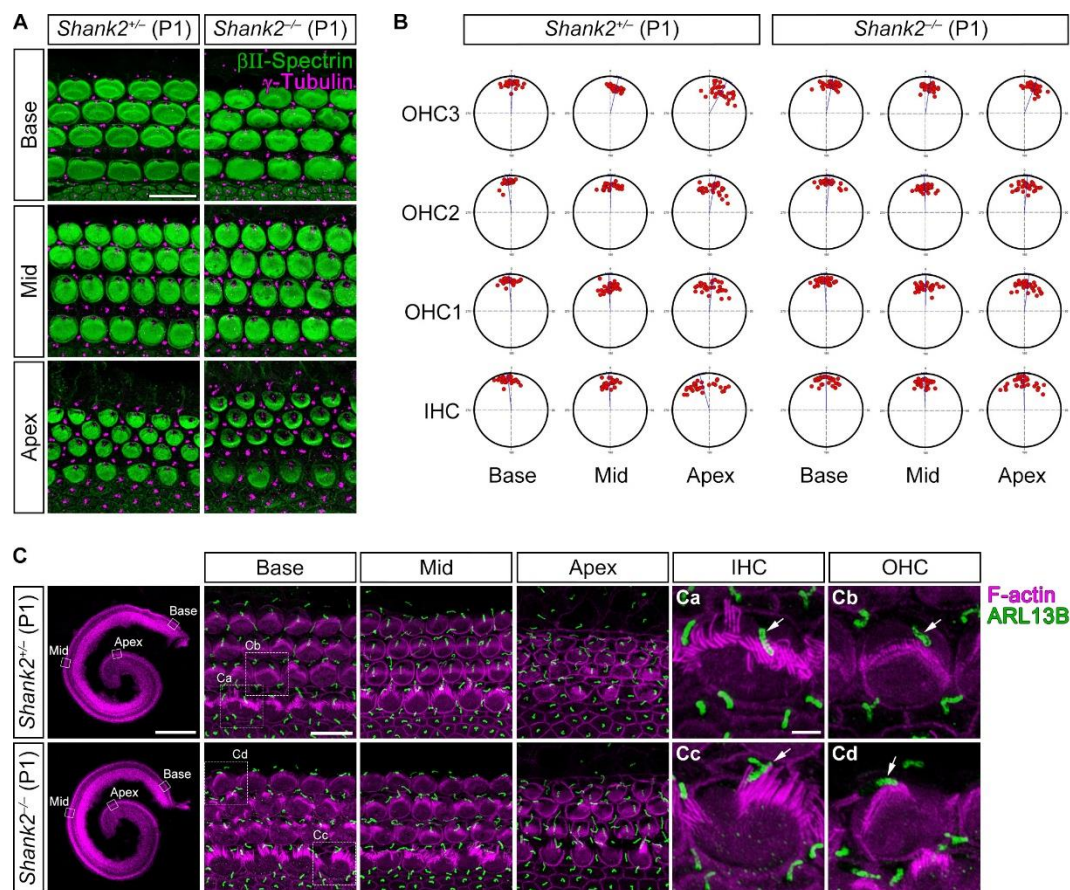 A
Shank2+/− (P1)
Shank2−/− (P1)
βII-Spectrin
γ-Tubulin
Base
Mid
Apex
B
Shank2+/− (P1)
Shank2−/− (P1)
OHC3
OHC2
OHC1
IHC
Base
Mid
Apex
Base
Mid
Apex
C
Base
Mid
Apex
IHC
OHC
Shank2+/− (P1)
Base
Apex
Mid
Cb
Ca
Ca
Cb
F-actin
ARL13B
Shank2−/− (P1)
Base
Apex
Mid
Cd
Cc
Cc
Cd